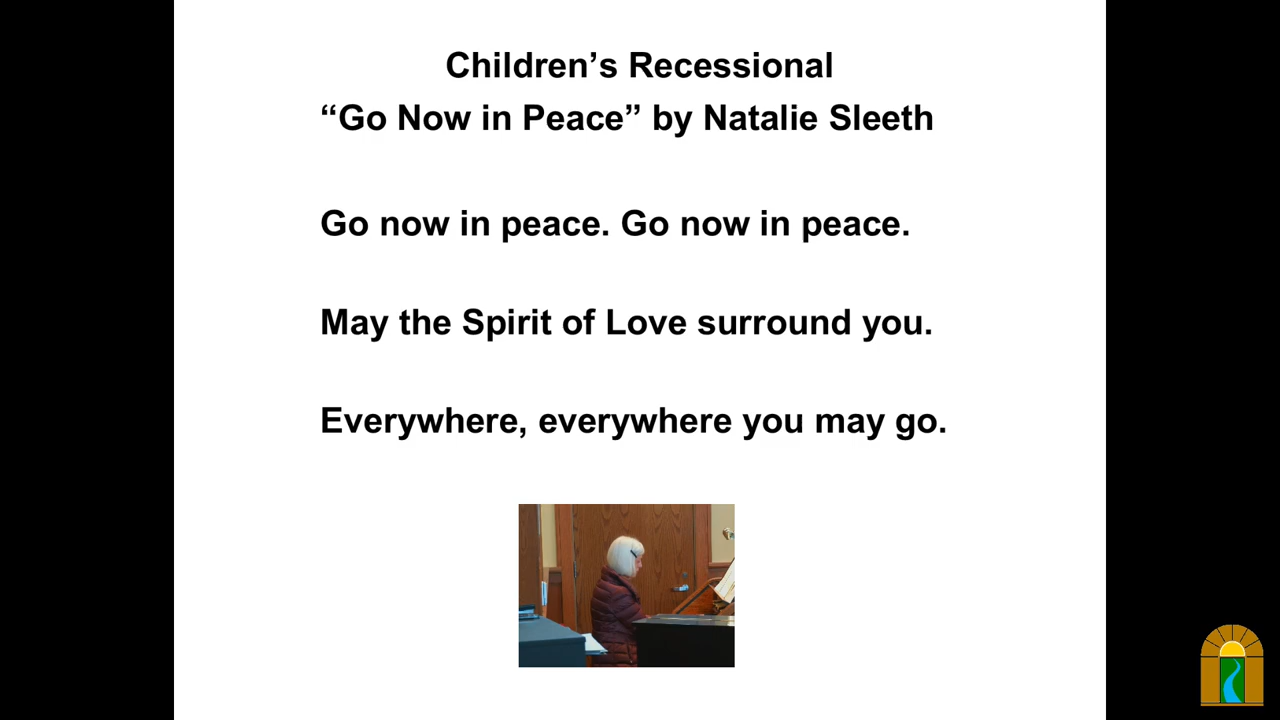 Children’s Recessional
“Go Now in Peace” by Natalie Sleeth
Go now in peace. Go now in peace.
May the Spirit of Love surround you.
Everywhere, everywhere you may go.